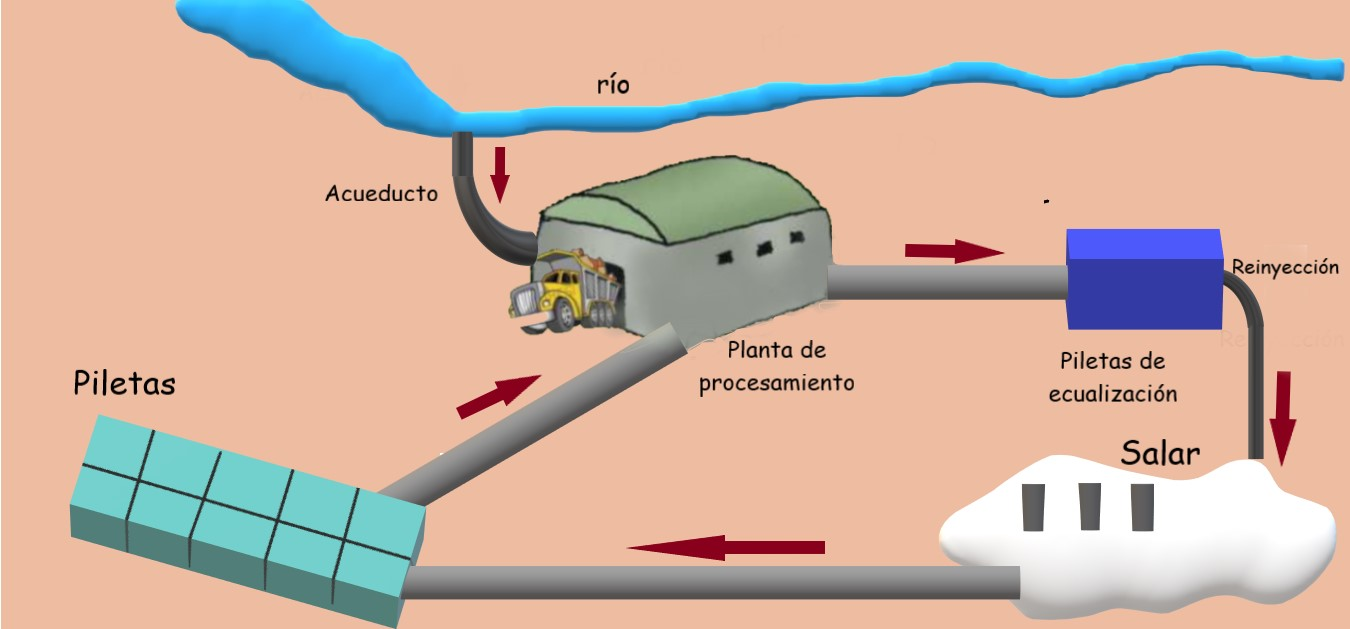 río
Acueducto
Reinyección
Planta de
procesamiento
Piletas de
ecualización
Piletas
Salar